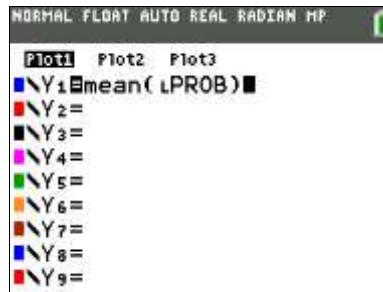 NORMAL FLOAT AUTO REAL RADIAN MP
Plot1 Plot2 Plot3
\Y₁=mean(ʟPROB)
\Y₂=
\Y₃=
\Y₄=
\Y₅=
\Y₆=
\Y₇=
\Y₈=
\Y₉=